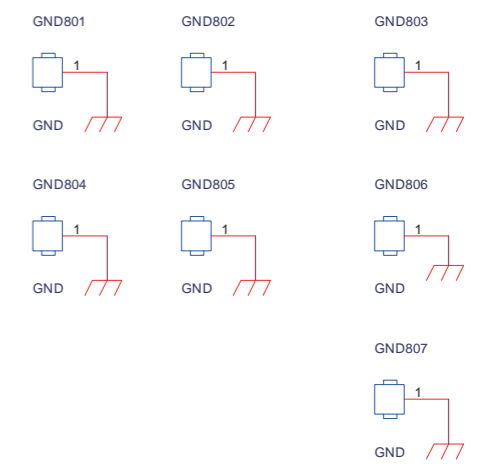 GND801 GND802 GND803
1 1 1
GND GND GND
GND804 GND805 GND806
1 1 1
GND GND GND
GND807
1
GND